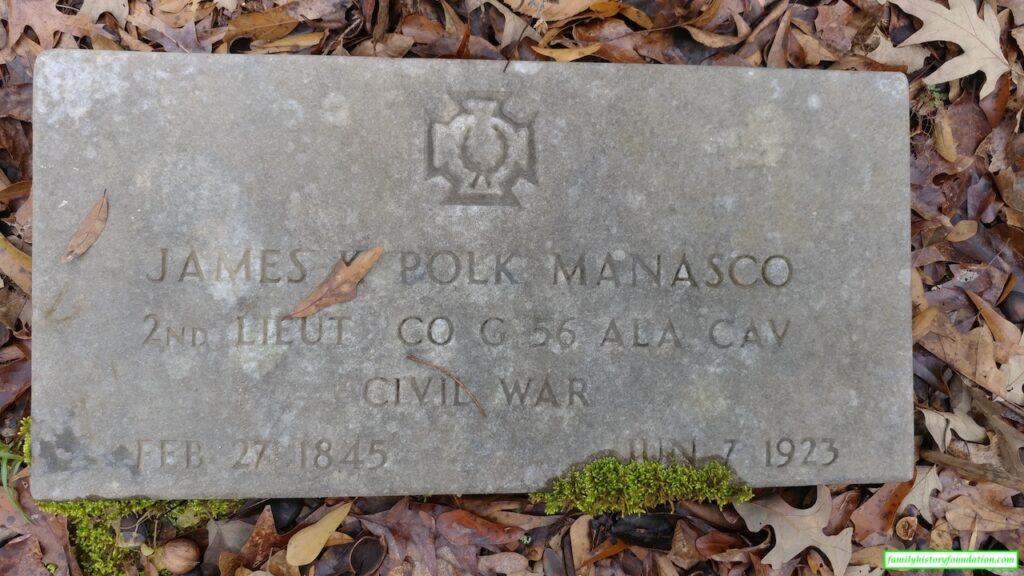 JAMES K POLK MANASCO
2ND LIEUT CO G 56 ALA CAV
CIVIL WAR
FEB 27 1845 JUN 7 1923
familyhistoryfoundation.com